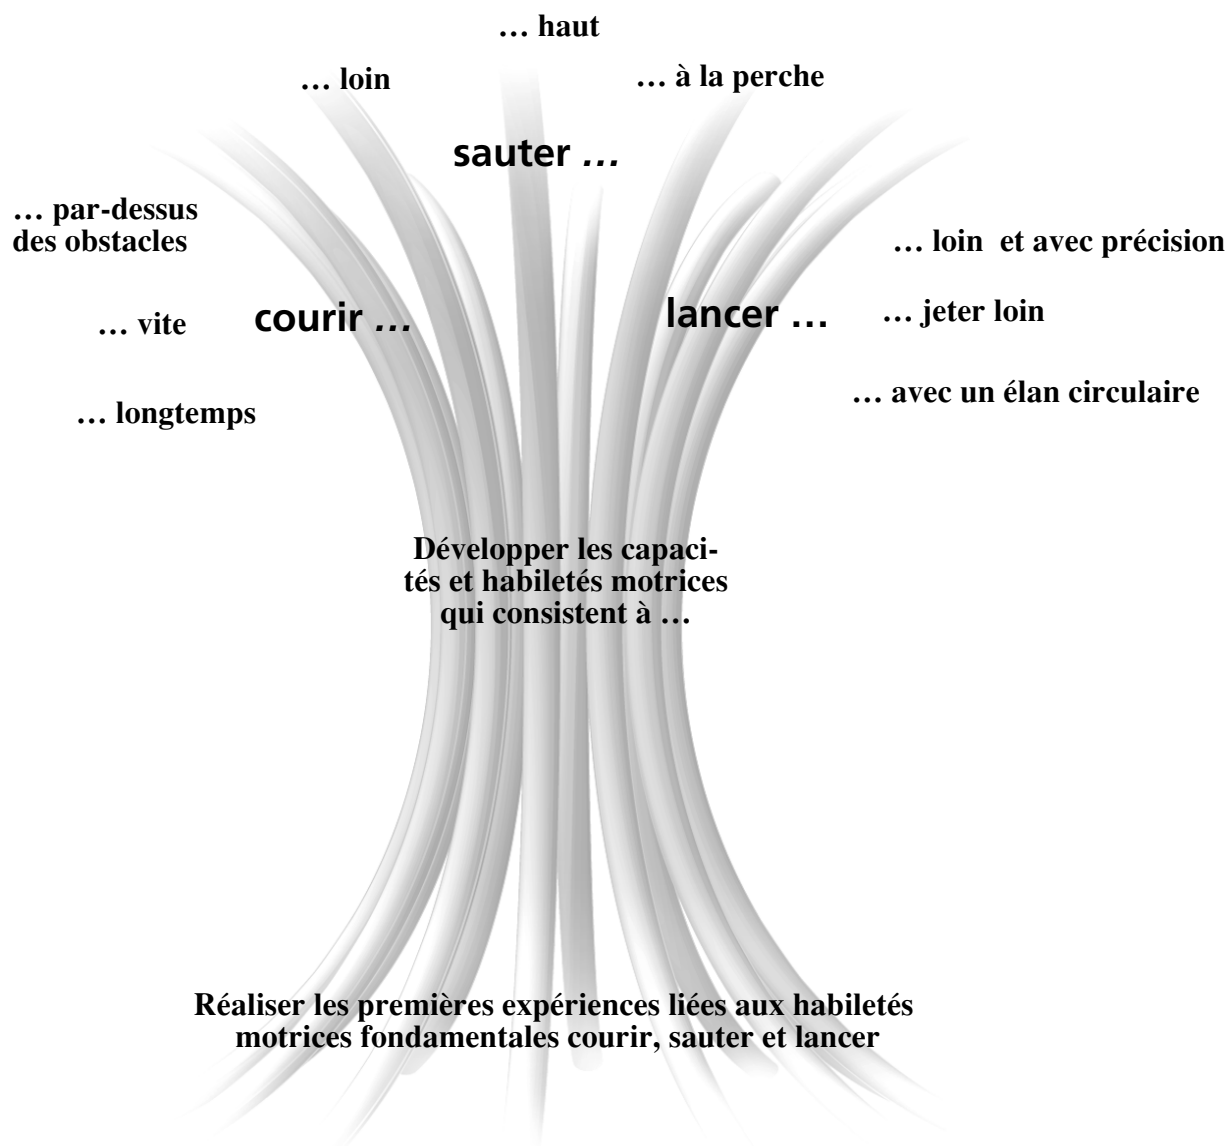 … haut
… loin
… à la perche
sauter …
… par-dessus
des obstacles
… loin et avec précision
… vite
courir …
lancer …
… jeter loin
… avec un élan circulaire
… longtemps
Développer les capaci-
tés et habiletés motrices
qui consistent à …
Réaliser les premières expériences liées aux habiletés
motrices fondamentales courir, sauter et lancer